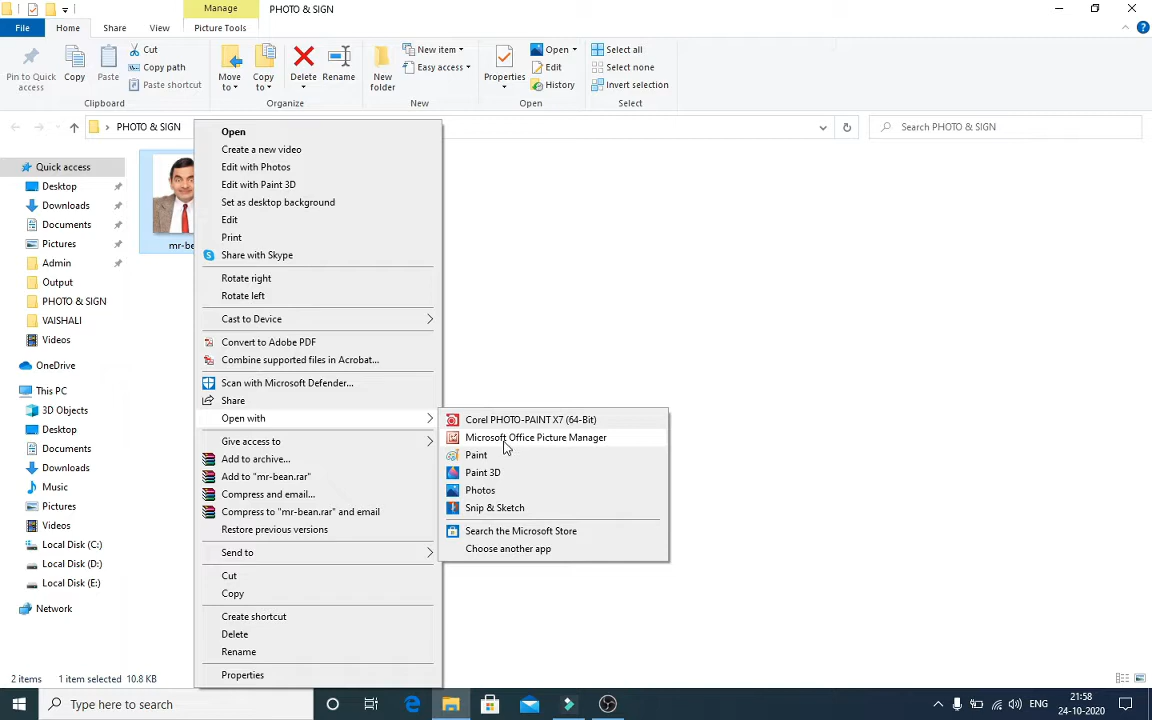 Manage
PHOTO & SIGN
File
Home
Share
View
Picture Tools
Pin to Quick access
Copy
Paste
Cut
Copy path
Paste shortcut
Clipboard
Move to
Copy to
Delete
Rename
Organize
New folder
New item
Easy access
New
Properties
Open
Edit
History
Open
Select all
Select none
Invert selection
Select
PHOTO & SIGN
Search PHOTO & SIGN
Quick access
Desktop
Downloads
Documents
Pictures
Admin
Output
PHOTO & SIGN
VAISHALI
Videos
OneDrive
This PC
3D Objects
Desktop
Documents
Downloads
Music
Pictures
Videos
Local Disk (C:)
Local Disk (D:)
Local Disk (E:)
Network
mr-be
Open
Create a new video
Edit with Photos
Edit with Paint 3D
Set as desktop background
Edit
Print
Share with Skype
Rotate right
Rotate left
Cast to Device
Convert to Adobe PDF
Combine supported files in Acrobat...
Scan with Microsoft Defender...
Share
Open with
Give access to
Add to archive...
Add to "mr-bean.rar"
Compress and email...
Compress to "mr-bean.rar" and email
Restore previous versions
Send to
Cut
Copy
Create shortcut
Delete
Rename
Properties
Corel PHOTO-PAINT X7 (64-Bit)
Microsoft Office Picture Manager
Paint
Paint 3D
Photos
Snip & Sketch
Search the Microsoft Store
Choose another app
2 items
1 item selected 10.8 KB
Type here to search
ENG
21:58
24-10-2020